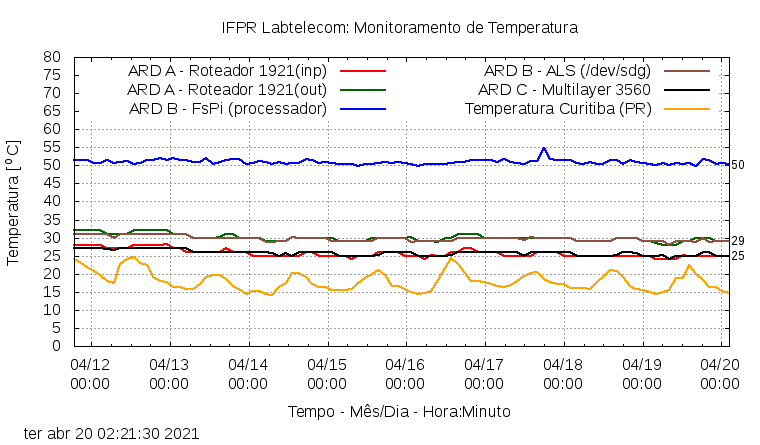 IFPR Labtelecom: Monitoramento de Temperatura
Temperatura [ °C]
80
75
70
65
60
55
50
45
40
35
30
25
20
15
10
5
0
ARD A - Roteador 1921(inp)
ARD A - Roteador 1921(out)
ARD B - FsPi (processador)
ARD B - ALS (/dev/sdg)
ARD C - Multilayer 3560
Temperatura Curitiba (PR)
50
29
25
04/12 04/13 04/14 04/15 04/16 04/17 04/18 04/19 04/20
00:00 00:00 00:00 00:00 00:00 00:00 00:00 00:00 00:00
Tempo - Mês/Dia - Hora:Minuto
ter abr 20 02:21:30 2021